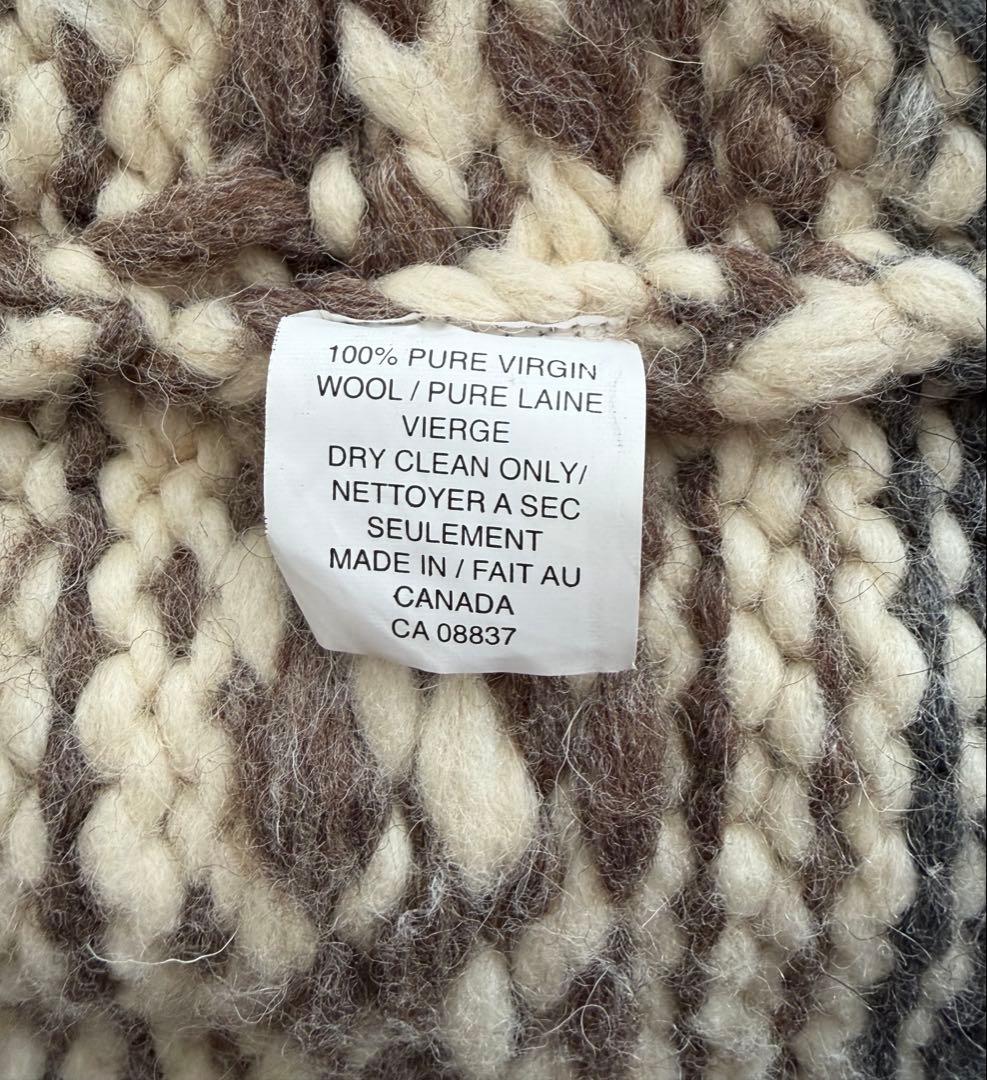 100% PURE VIRGIN
WOOL / PURE LAINE
VIERGE
DRY CLEAN ONLY/
NETTOYER A SEC
SEULEMENT
MADE IN / FAIT AU
CANADA
CA 08837